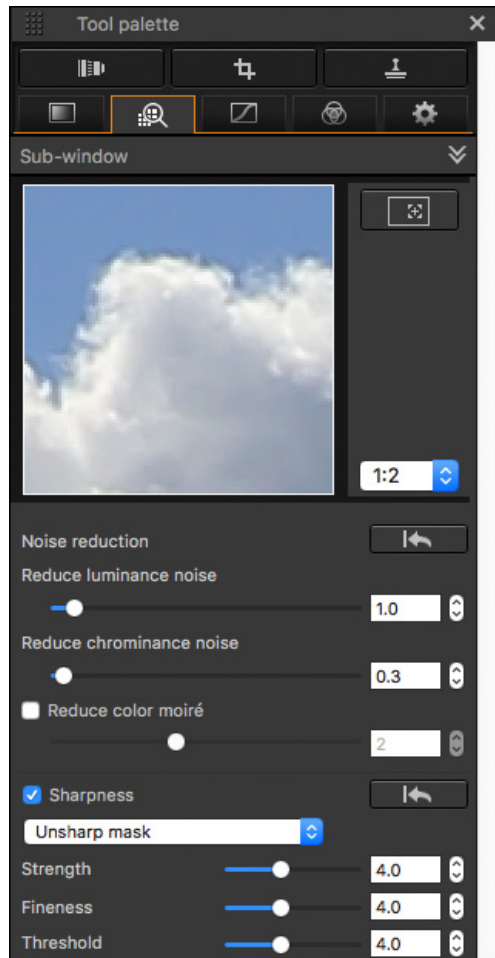 Tool palette
Sub-window
1:2
Noise reduction
Reduce luminance noise
1.0
Reduce chrominance noise
0.3
Reduce color moiré
2
Sharpness
Unsharp mask
Strength
4.0
Fineness
4.0
Threshold
4.0